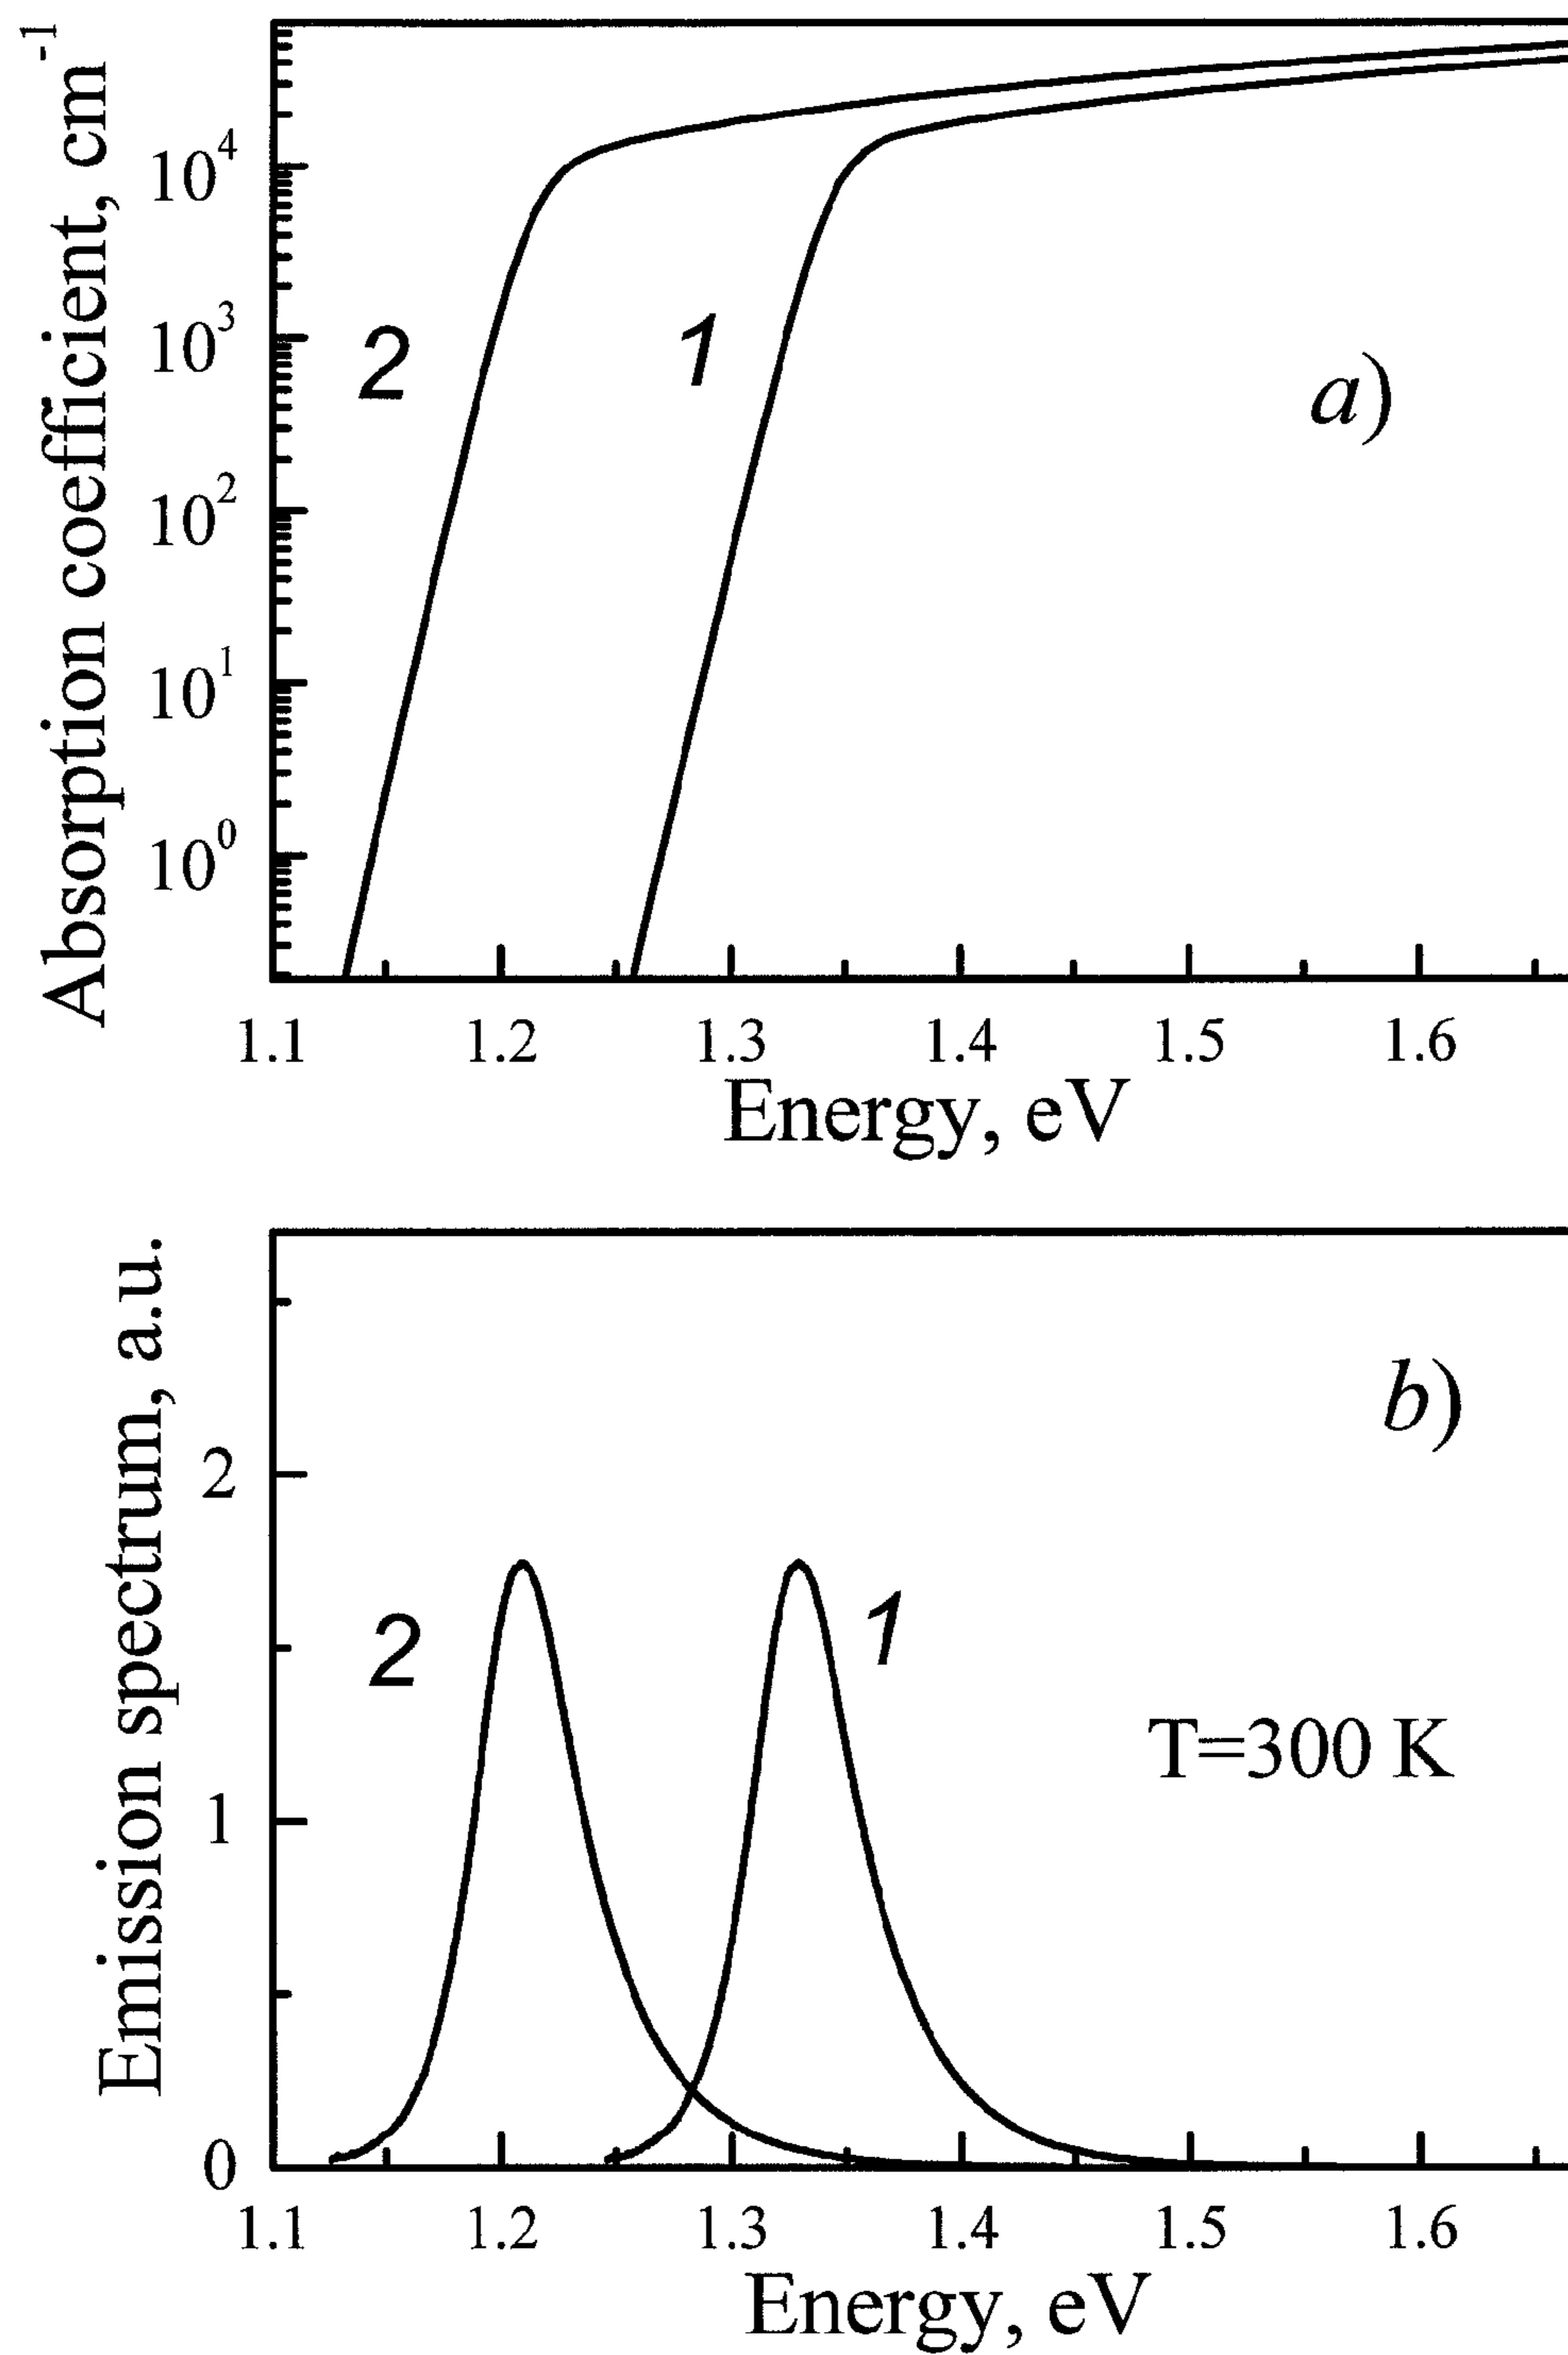 Absorption coefficient, cm⁻¹
10⁴
10³
10²
10¹
10⁰
2
1
a)
1.1 1.2 1.3 1.4 1.5 1.6
Energy, eV
Emission spectrum, a.u.
2
1
0
b)
2
1
T=300 K
1.1 1.2 1.3 1.4 1.5 1.6
Energy, eV